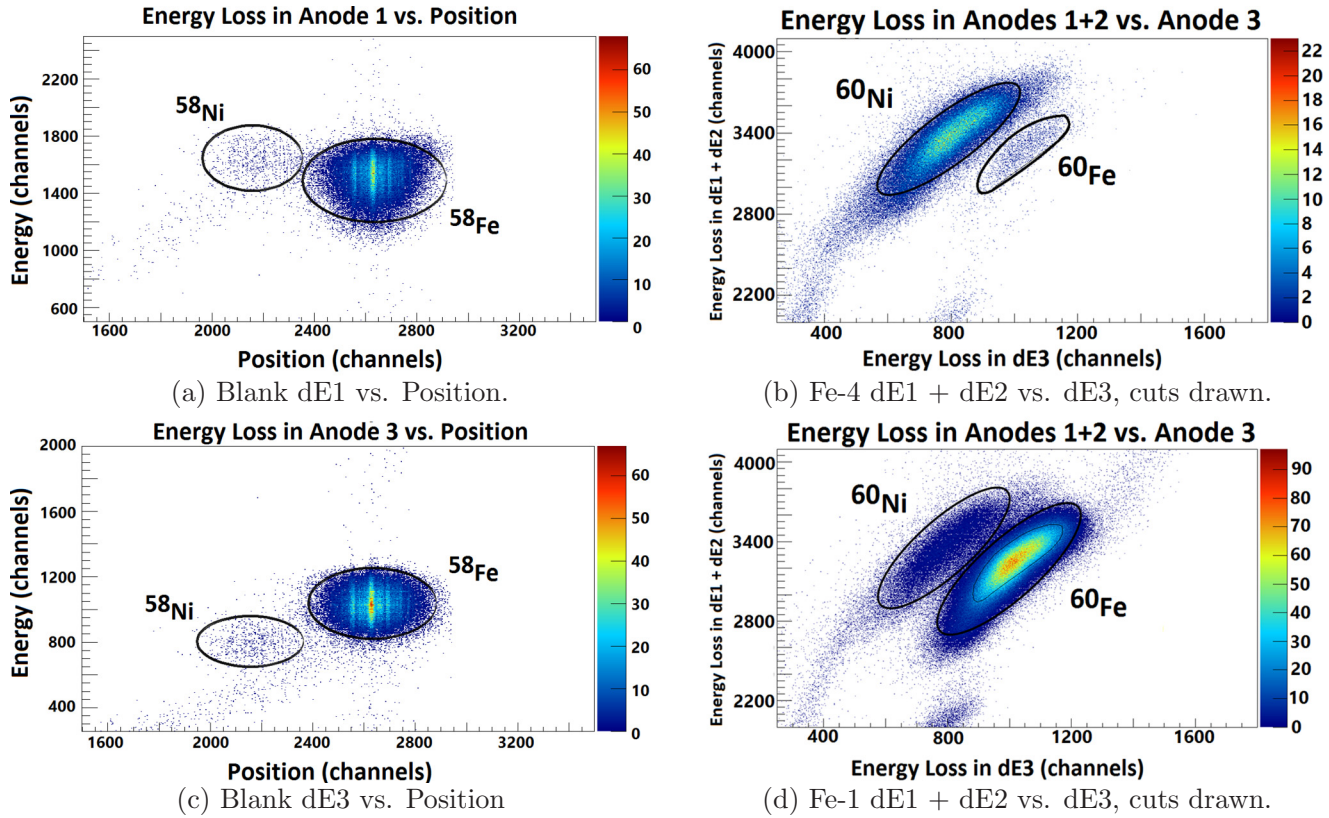 Energy Loss in Anode 1 vs. Position
Energy (channels)
2200
1800
1400
1000
600
58Ni
58Fe
60
50
40
30
20
10
0
1600 2000 2400 2800 3200
Position (channels)
(a) Blank dE1 vs. Position.
Energy Loss in Anodes 1+2 vs. Anode 3
Energy Loss in dE1 + dE2 (channels)
4000
3400
2800
2200
60Ni
60Fe
22
20
18
16
14
12
10
8
6
4
2
0
400 800 1200 1600
Energy Loss in dE3 (channels)
(b) Fe-4 dE1 + dE2 vs. dE3, cuts drawn.
Energy Loss in Anode 3 vs. Position
Energy (channels)
2000
1600
1200
800
400
58Ni
58Fe
60
50
40
30
20
10
0
1600 2000 2400 2800 3200
Position (channels)
(c) Blank dE3 vs. Position
Energy Loss in Anodes 1+2 vs. Anode 3
Energy Loss in dE1 + dE2 (channels)
4000
3400
2800
2200
60Ni
60Fe
90
80
70
60
50
40
30
20
10
0
400 800 1200 1600
Energy Loss in dE3 (channels)
(d) Fe-1 dE1 + dE2 vs. dE3, cuts drawn.